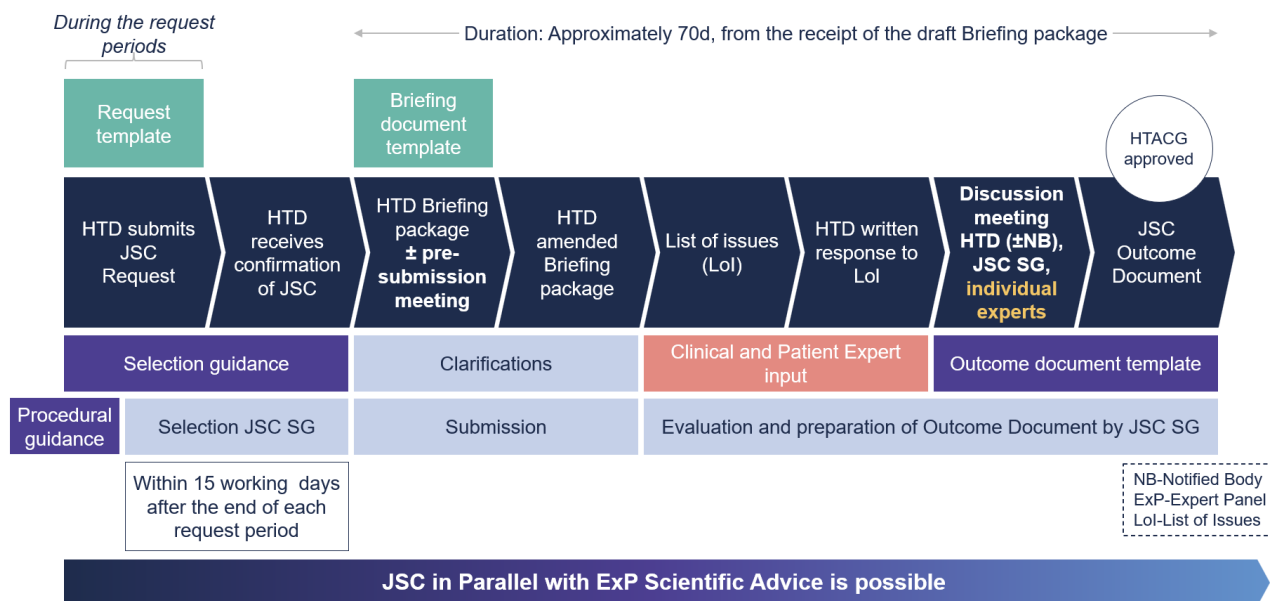 During the request
periods
Duration: Approximately 70d, from the receipt of the draft Briefing package
Request
template
Briefing
document
template
HTACG
approved
HTD submits
JSC
Request
HTD
receives
confirmation
of JSC
HTD Briefing
package
± pre-
submission
meeting
HTD
amended
Briefing
package
List of issues
(LoI)
HTD written
response to
LoI
Discussion
meeting
HTD (±NB),
JSC SG,
individual
experts
JSC
Outcome
Document
Selection guidance
Clarifications
Clinical and Patient Expert
input
Outcome document template
Procedural
guidance
Selection JSC SG
Submission
Evaluation and preparation of Outcome Document by JSC SG
Within 15 working days
after the end of each
request period
NB-Notified Body
ExP-Expert Panel
LoI-List of Issues
JSC in Parallel with ExP Scientific Advice is possible